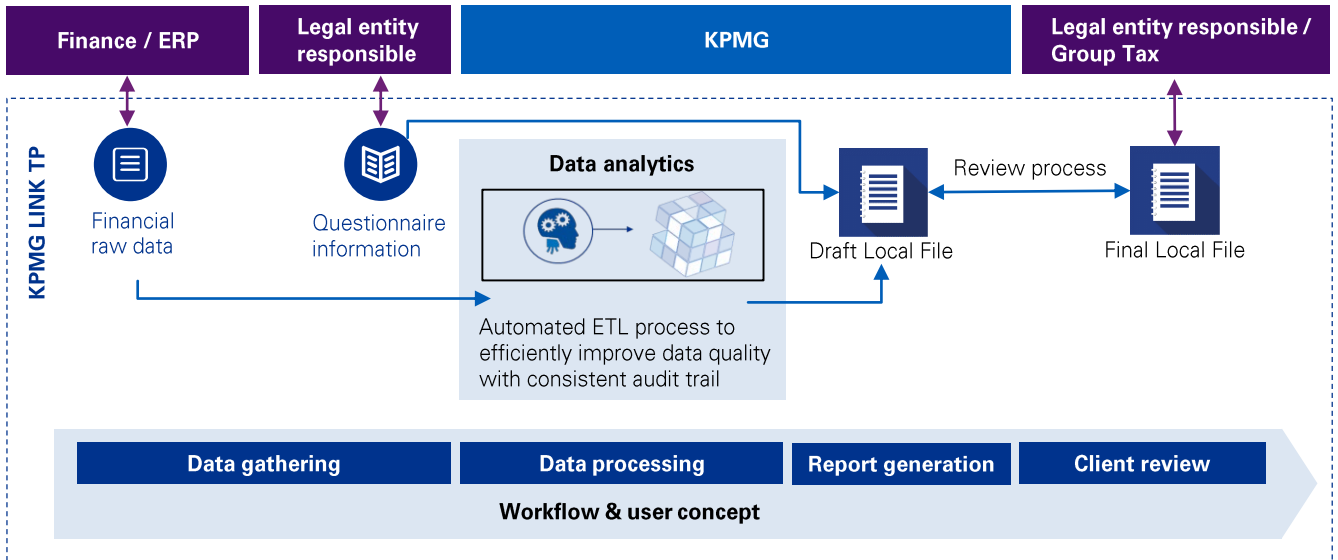 Finance / ERP
Legal entity
responsible
KPMG
Legal entity responsible /
Group Tax
KPMG LINK TP
Financial
raw data
Questionnaire
information
Data analytics
Automated ETL process to
efficiently improve data quality
with consistent audit trail
Draft Local File
Review process
Final Local File
Data gathering
Data processing
Report generation
Client review
Workflow & user concept